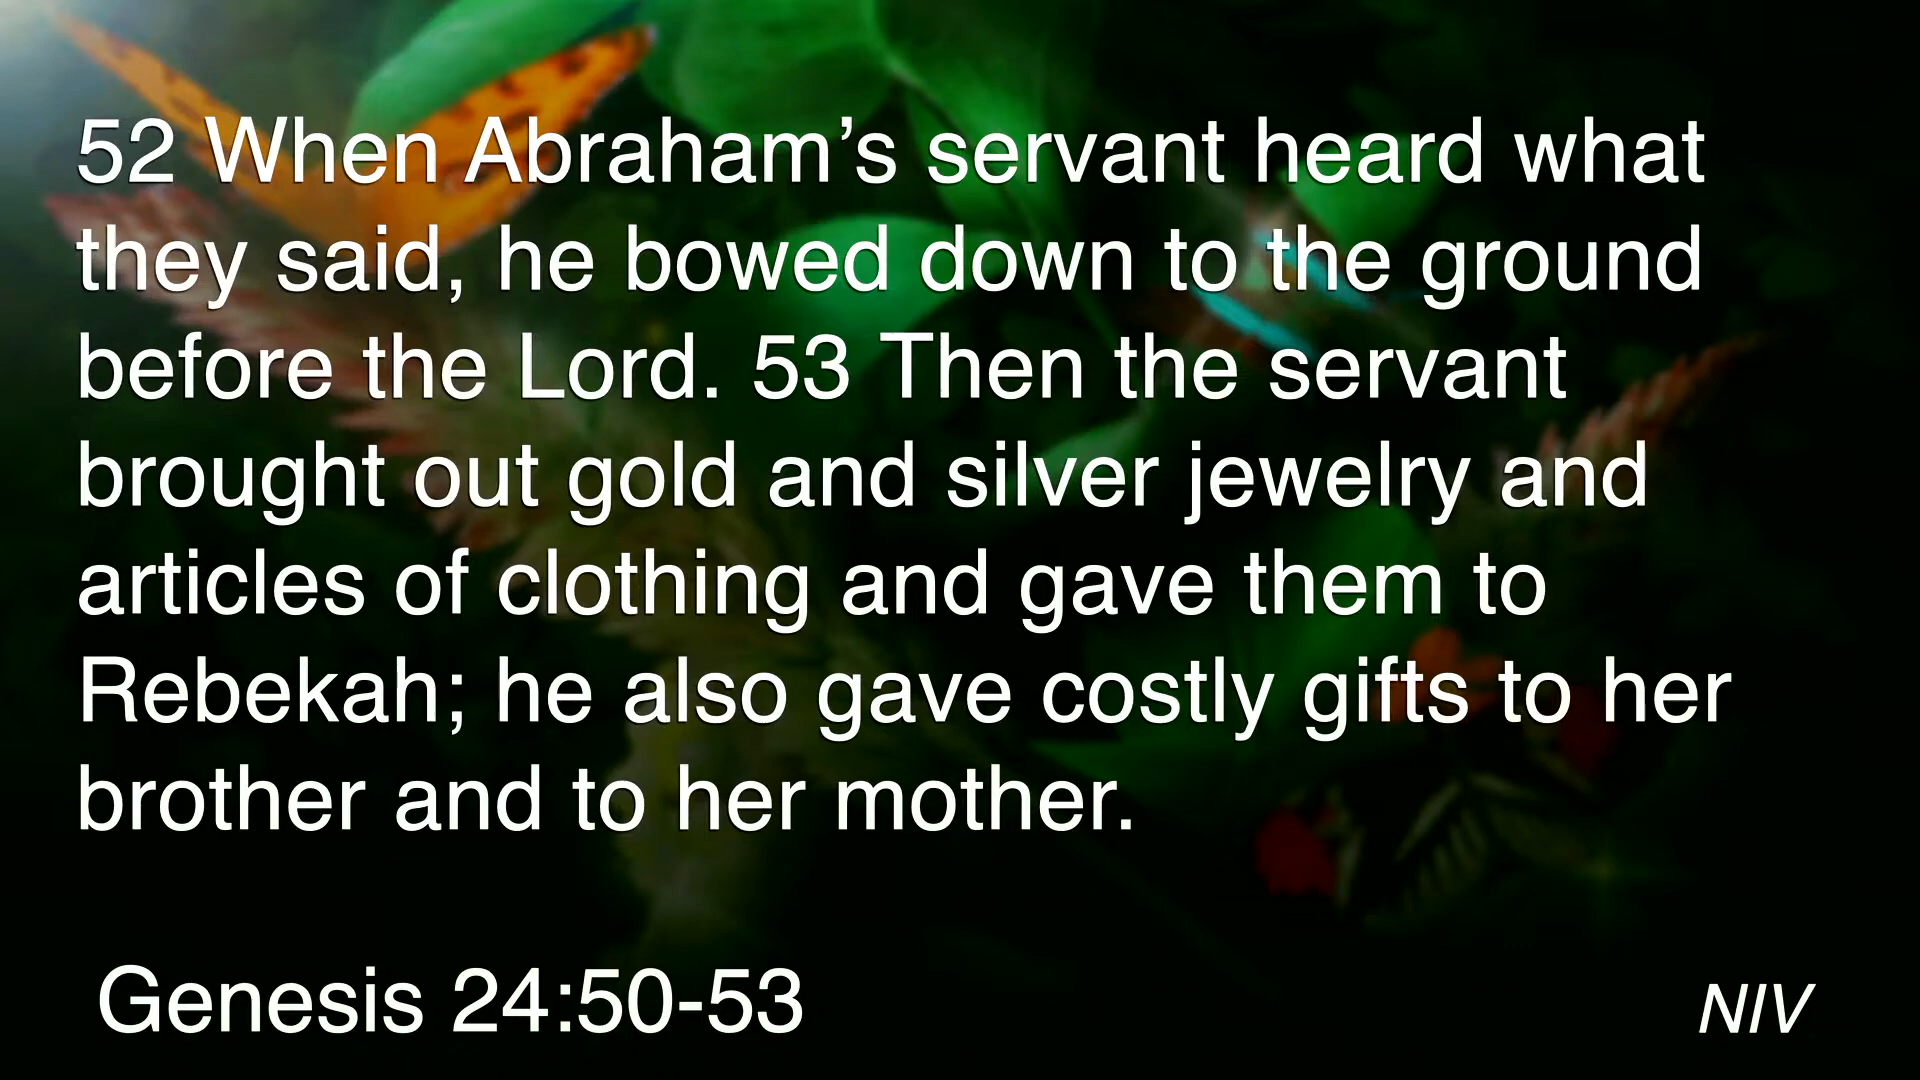 52 When Abraham’s servant heard what
they said, he bowed down to the ground
before the Lord. 53 Then the servant
brought out gold and silver jewelry and
articles of clothing and gave them to
Rebekah; he also gave costly gifts to her
brother and to her mother.
Genesis 24:50-53
NIV